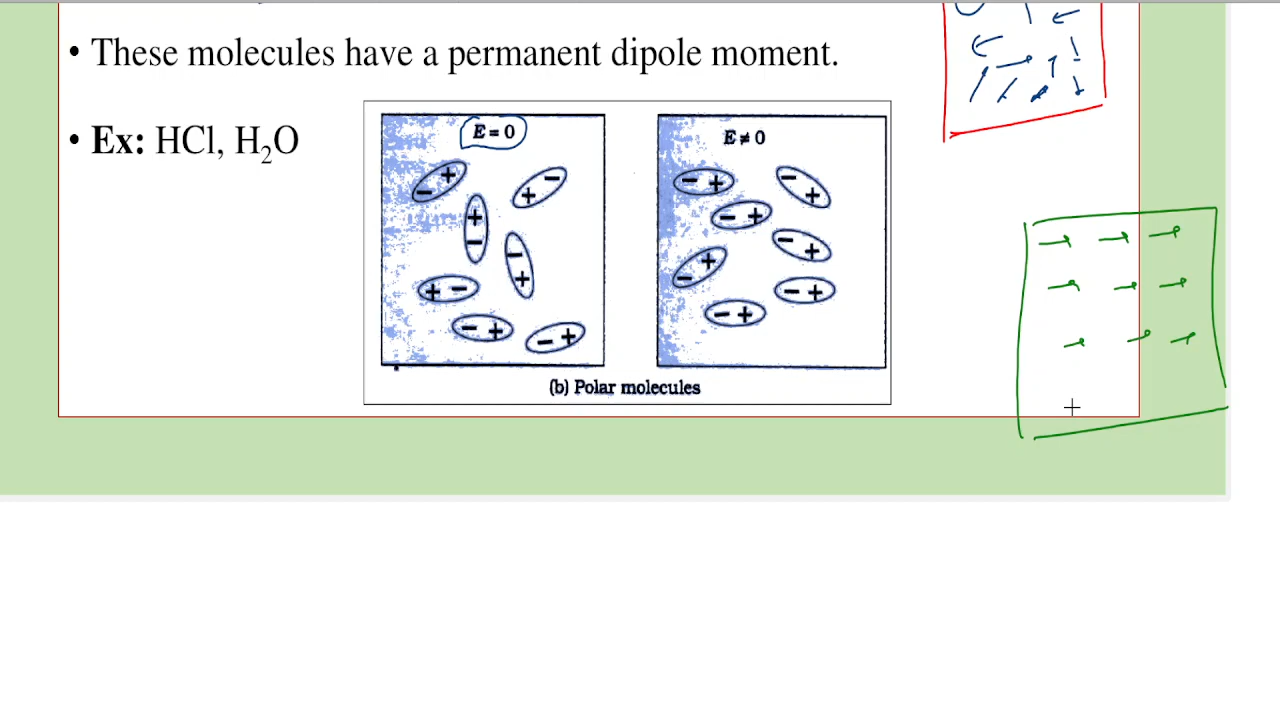 • These molecules have a permanent dipole moment.
• Ex: HCl, H₂O
E = 0
E ≠ 0
(b) Polar molecules